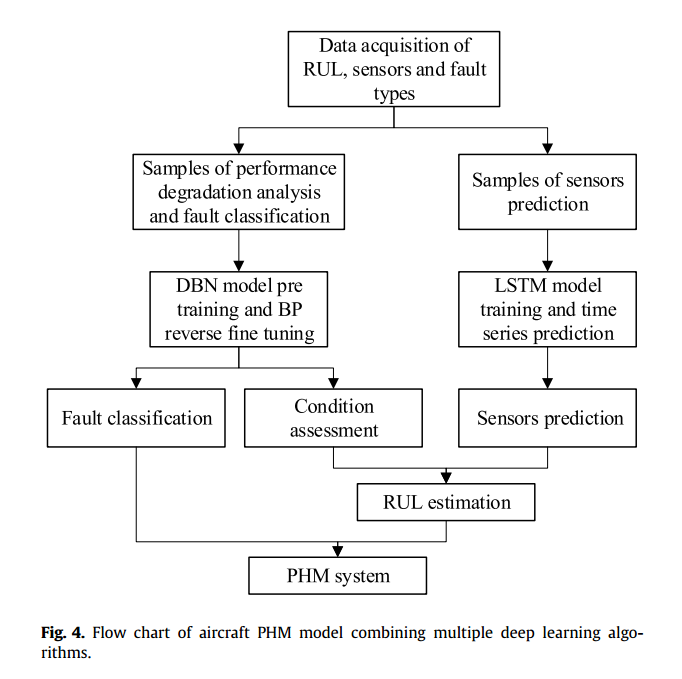 Data acquisition of
RUL, sensors and fault
types
Samples of performance
degradation analysis
and fault classification
Samples of sensors
prediction
DBN model pre
training and BP
reverse fine tuning
LSTM model
training and time
series prediction
Fault classification
Condition
assessment
Sensors prediction
RUL estimation
PHM system
Fig. 4. Flow chart of aircraft PHM model combining multiple deep learning algo-
rithms.